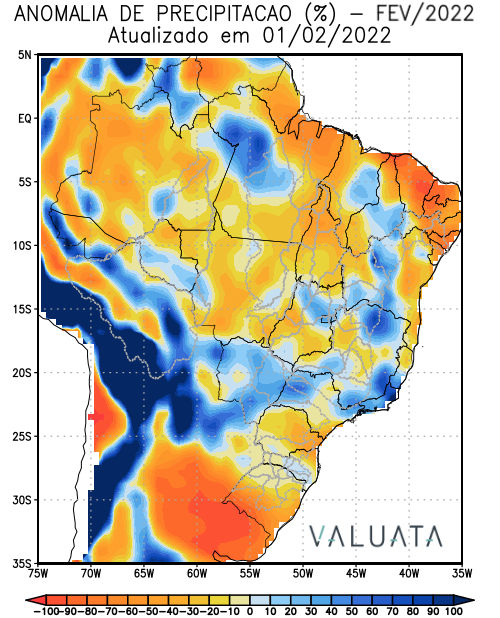 ANOMALIA DE PRECIPITACAO (%) – FEV/2022
Atualizado em 01/02/2022
5N
EQ
5S
10S
15S
20S
25S
30S
35S
VALUATA
75W 70W 65W 60W 55W 50W 45W 40W 35W
-100 -90 -80 -70 -60 -50 -40 -30 -20 -10 0 10 20 30 40 50 60 70 80 90 100